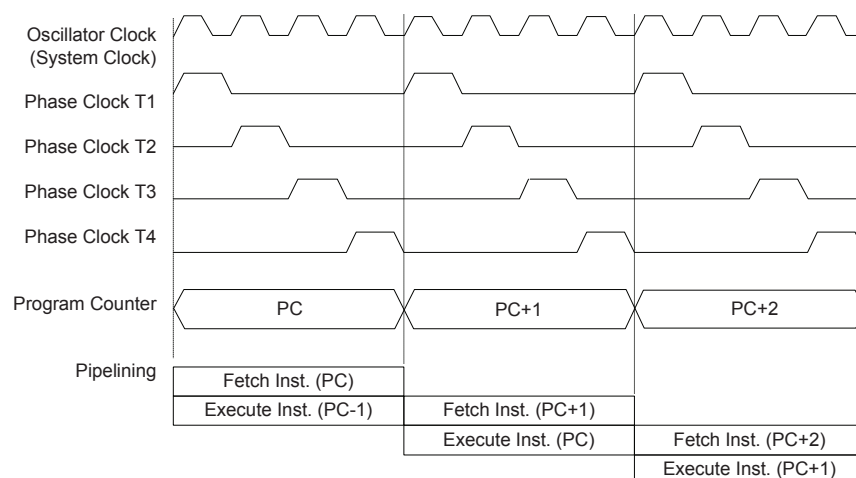 Oscillator Clock
(System Clock)
Phase Clock T1
Phase Clock T2
Phase Clock T3
Phase Clock T4
Program Counter
PC
PC+1
PC+2
Pipelining
Fetch Inst. (PC)
Execute Inst. (PC-1)
Fetch Inst. (PC+1)
Execute Inst. (PC)
Fetch Inst. (PC+2)
Execute Inst. (PC+1)